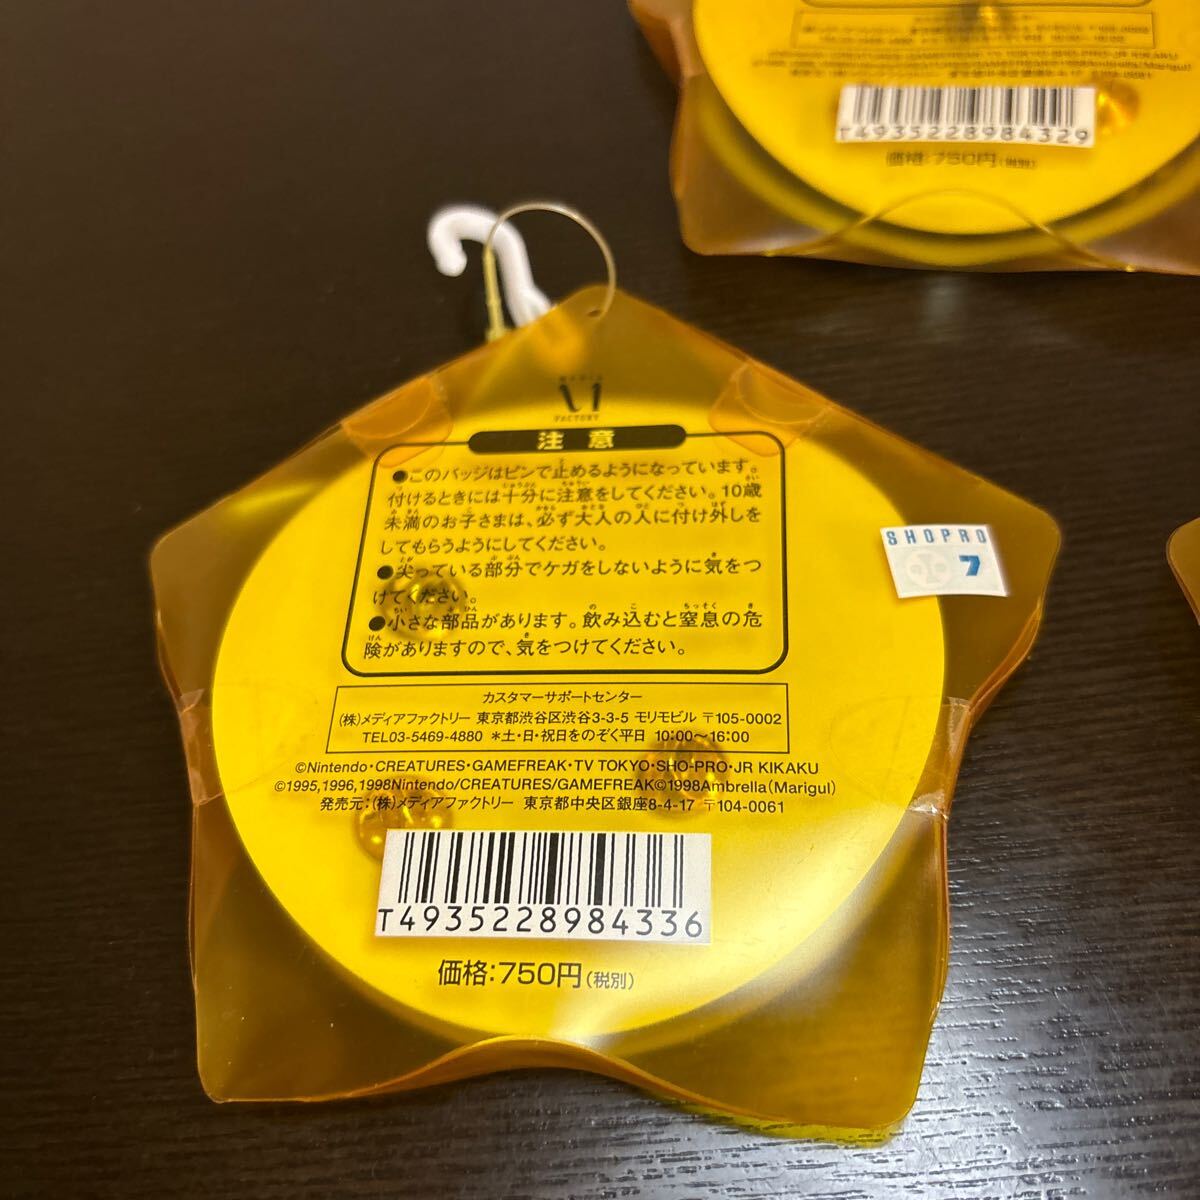 T4935228984329
価格:750円(税別)
MEDIA
FACTORY
注意
●このバッジはピンで止めるようになっています。
付けるときには十分に注意をしてください。10歳
未満のお子さまは、必ず大人の人に付け外しを
してもらうようにしてください。
●尖っている部分でケガをしないように気をつ
けてください。
●小さな部品があります。飲み込むと窒息の危
険がありますので、気をつけてください。
SHOPRO
7
カスタマーサポートセンター
(株)メディアファクトリー 東京都渋谷区渋谷3-3-5 モリモビル 〒105-0002
TEL03-5469-4880 *土・日・祝日をのぞく平日 10:00〜16:00
©Nintendo・CREATURES・GAMEFREAK・TV TOKYO・SHO-PRO・JR KIKAKU
©1995,1996,1998Nintendo/CREATURES/GAMEFREAK©1998Ambrella(Marigul)
発売元:(株)メディアファクトリー 東京都中央区銀座8-4-17 〒104-0061
T4935228984336
価格:750円(税別)